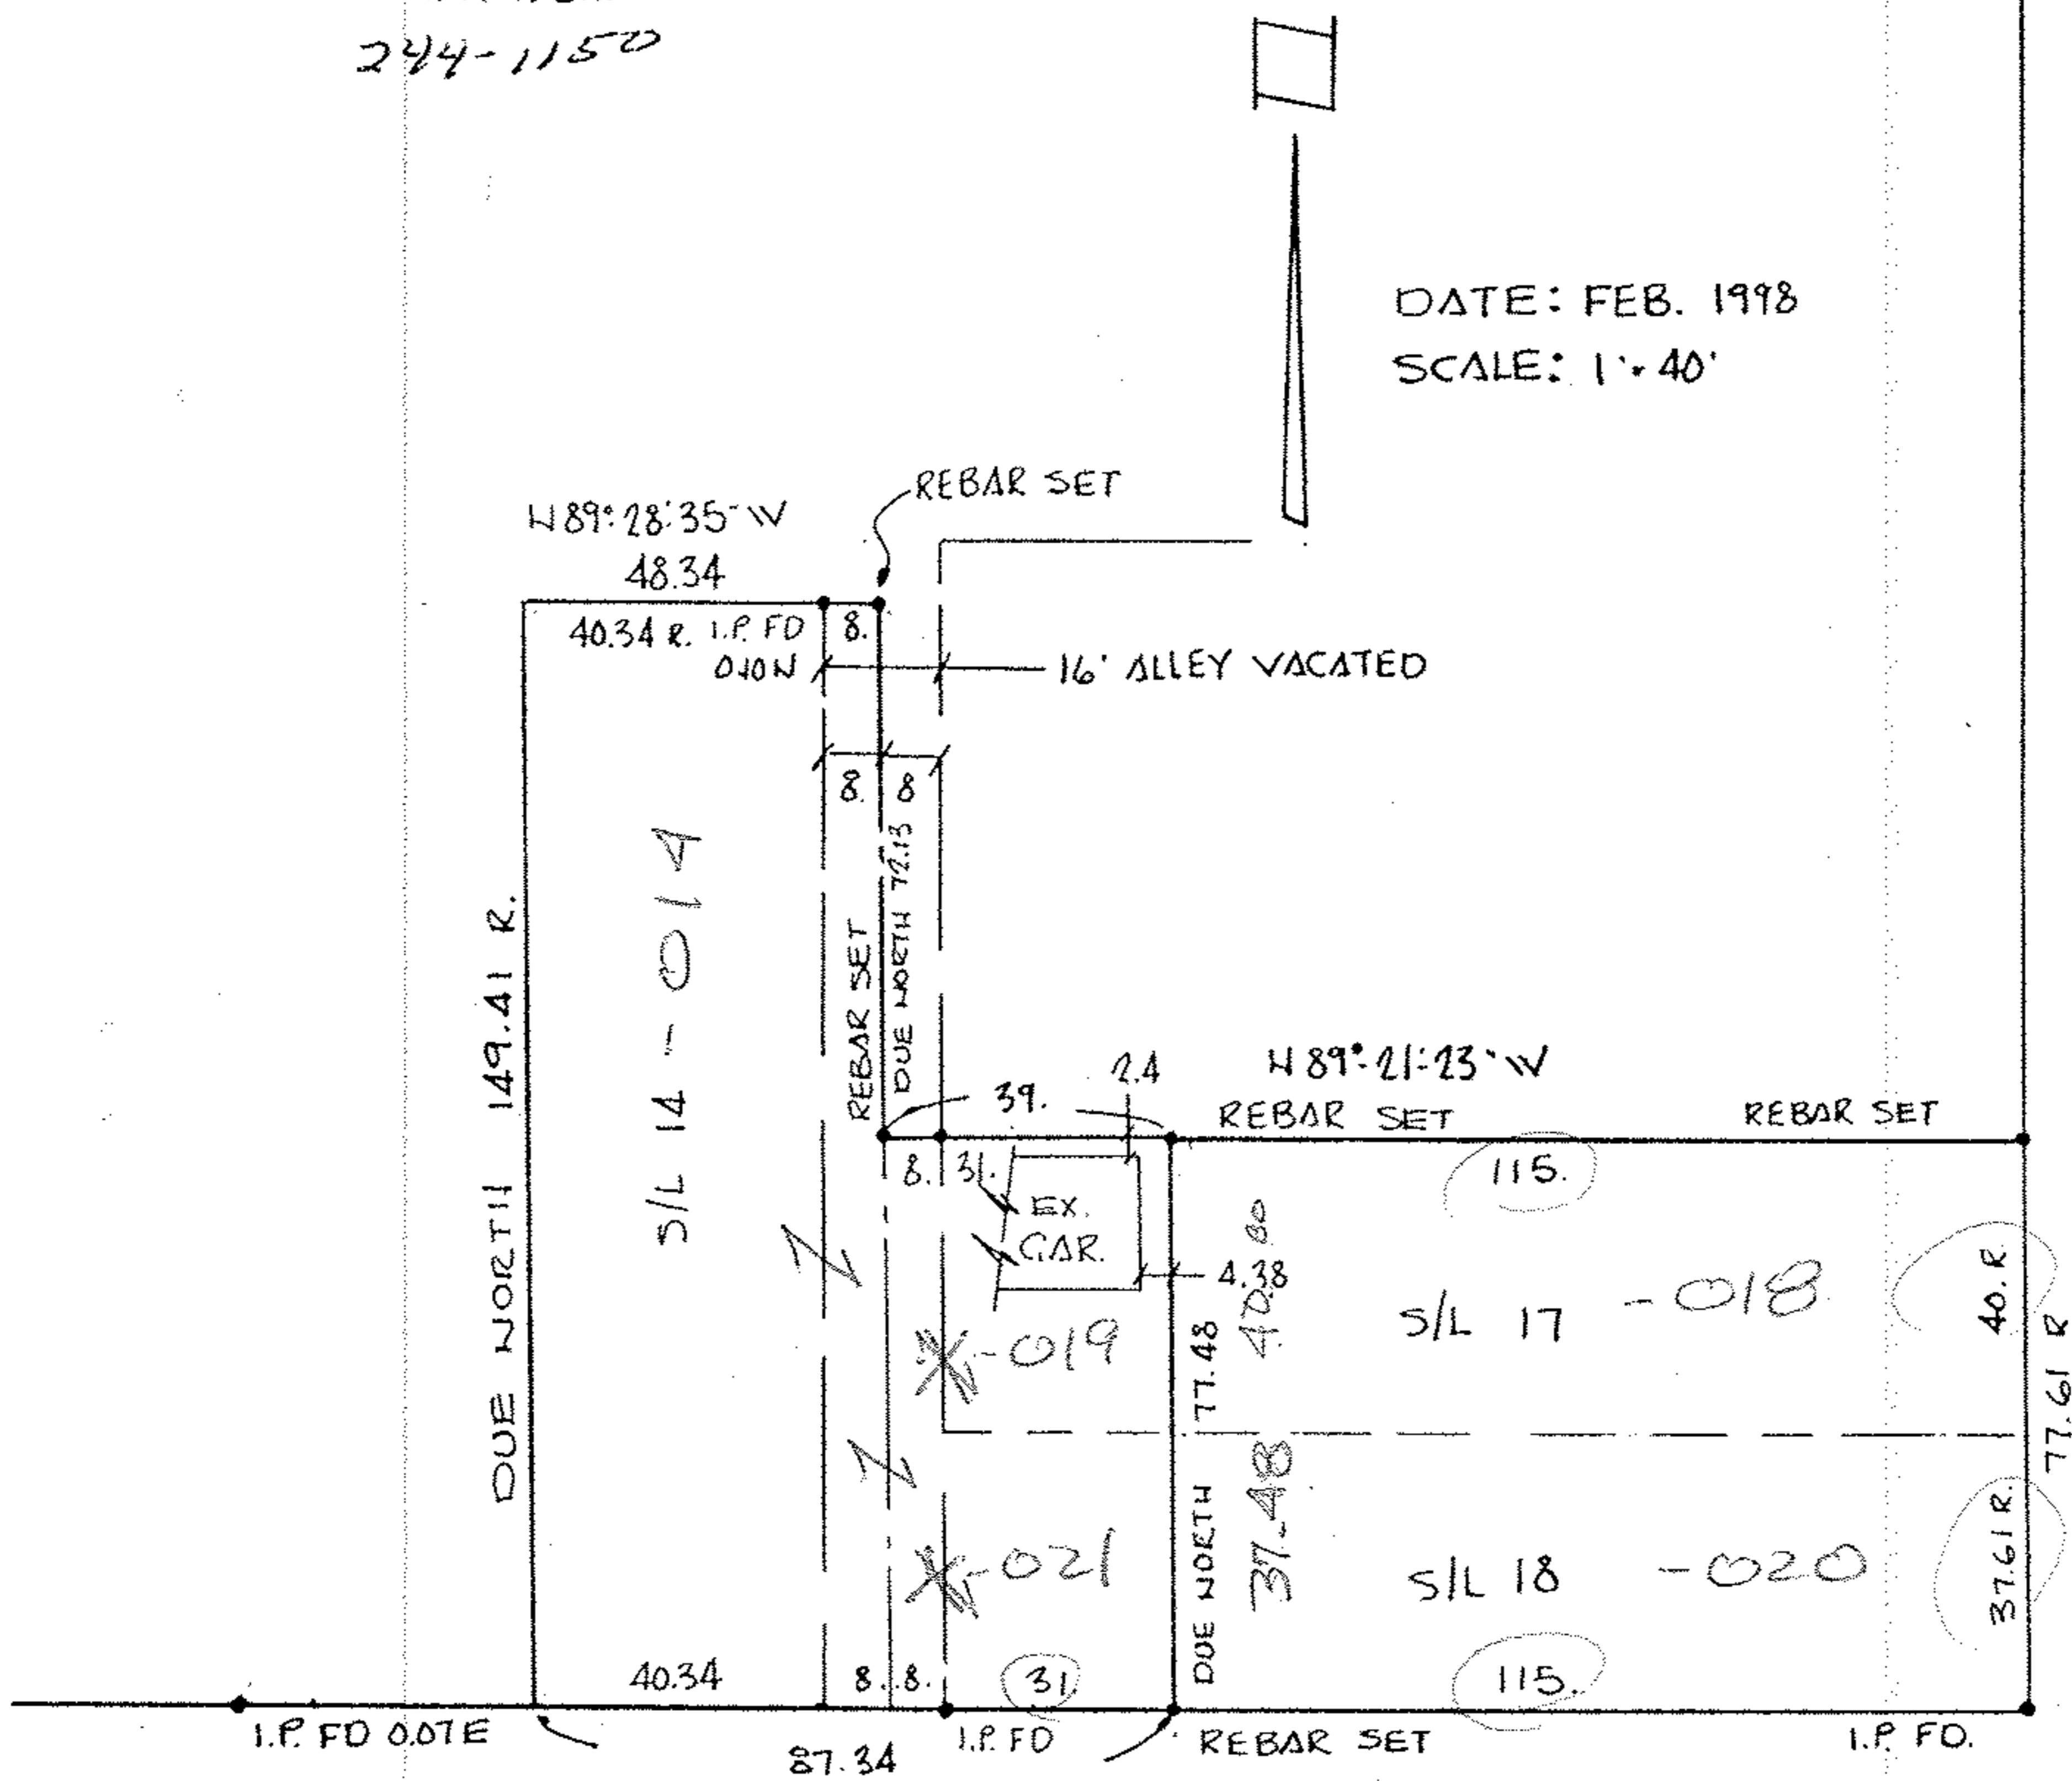 244-1150
DATE: FEB. 1998
SCALE: 1"=40'
REBAR SET
N 89°28'35" W
48.34
40.34 R. I.P. FD
0.10 N
8.
16' ALLEY VACATED
8. 8
DUE NORTH 149.41 R.
S/L 14 - 014
REBAR SET
DUE NORTH 72.13
39.
2.4
N 89°21'23" W
REBAR SET
REBAR SET
8. 31.
115.
EX.
GAR.
4.38
40.00
S/L 17 - 018
40. R.
77.61 R
-019
DUE NORTH 77.48
37.48
-021
S/L 18 - 020
37.61 R.
40.34 8. 8. 31. 115.
I.P. FD 0.07 E
87.34
I.P. FD
REBAR SET
I.P. FD.